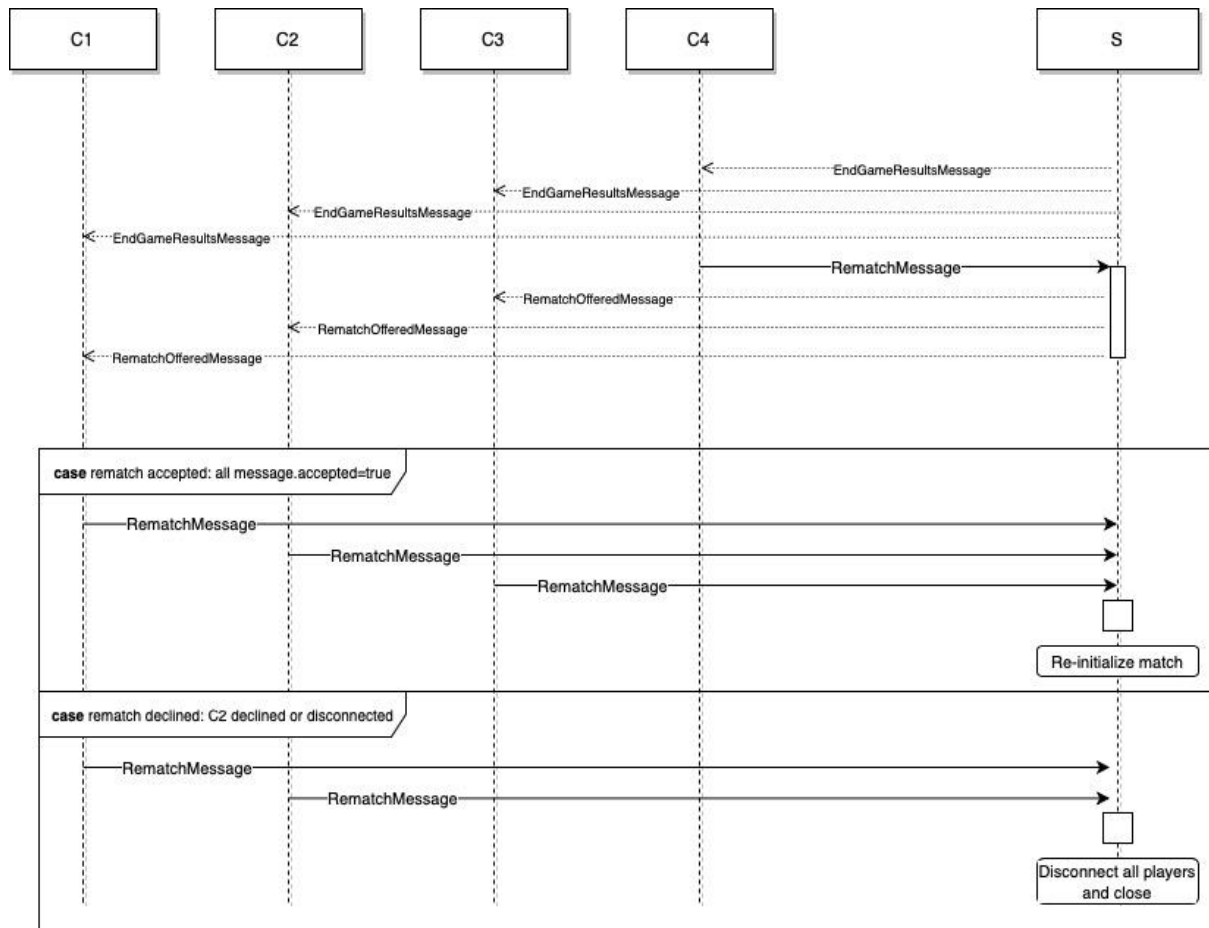 C1
C2
C3
C4
S
EndGameResultsMessage
EndGameResultsMessage
EndGameResultsMessage
EndGameResultsMessage
RematchMessage
RematchOfferedMessage
RematchOfferedMessage
RematchOfferedMessage
case rematch accepted: all message.accepted=true
RematchMessage
RematchMessage
RematchMessage
Re-initialize match
case rematch declined: C2 declined or disconnected
RematchMessage
RematchMessage
Disconnect all players
and close